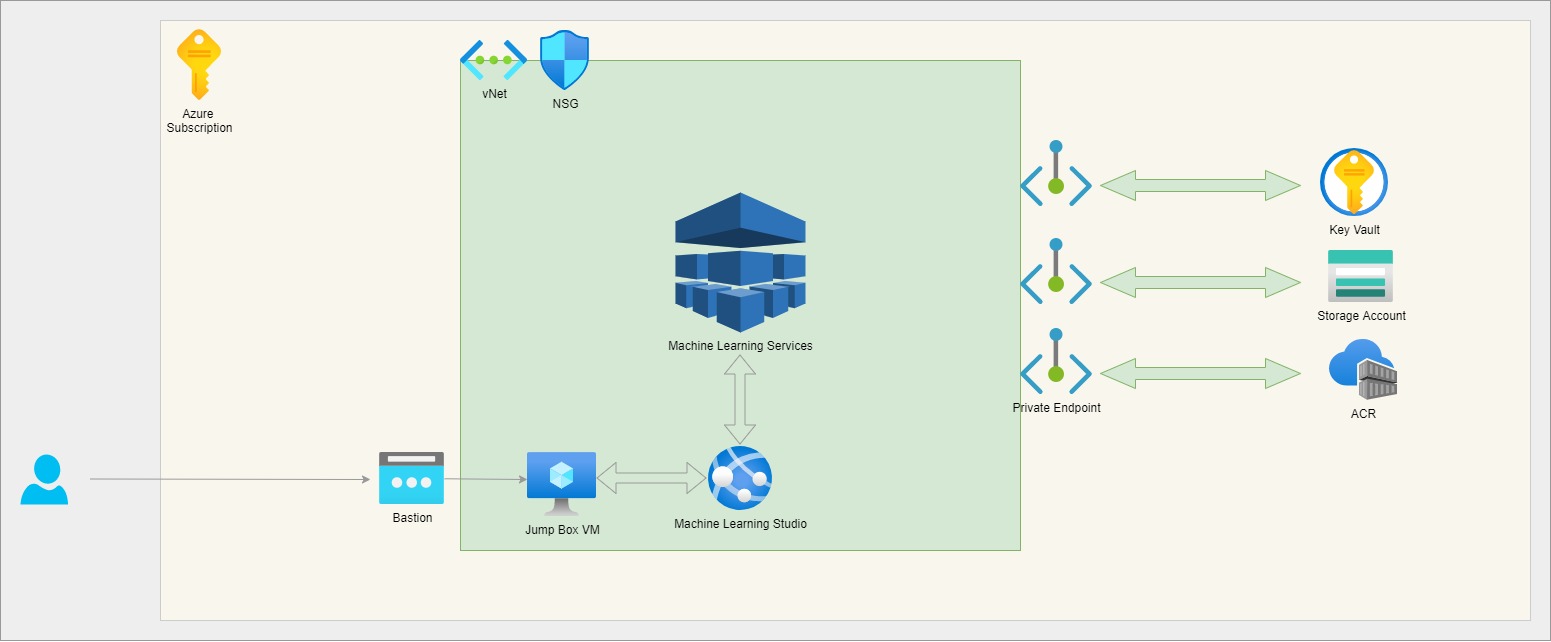 Azure
Subscription
vNet
NSG
Machine Learning Services
Key Vault
Storage Account
Private Endpoint
ACR
Bastion
Jump Box VM
Machine Learning Studio